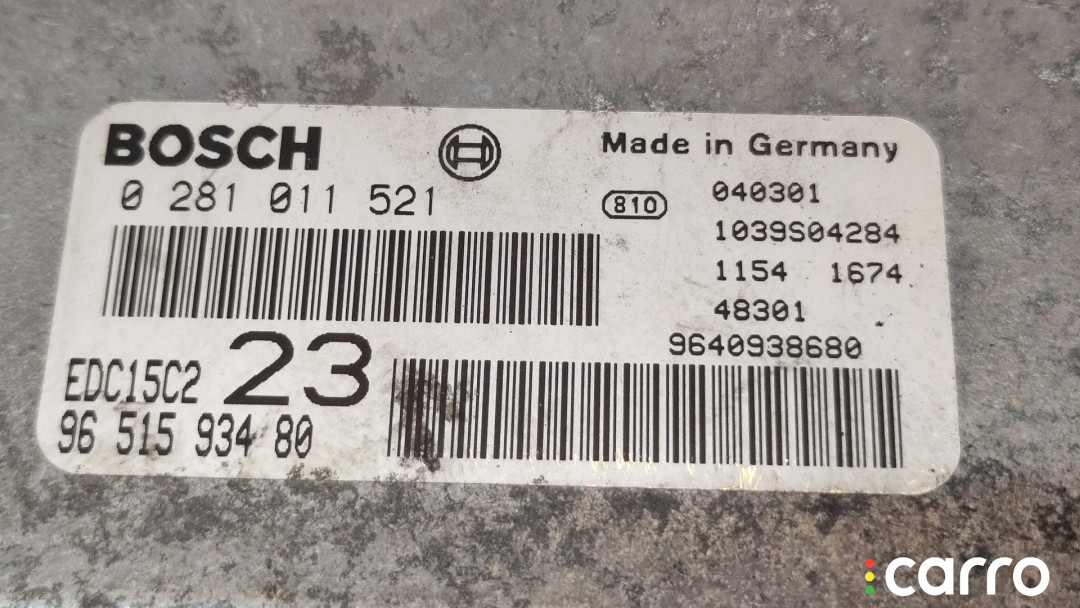 BOSCH
Made in Germany
0 281 011 521
810
040301
1039S04284
1154 1674
48301
9640938680
EDC15C2 23
96 515 934 80
carro